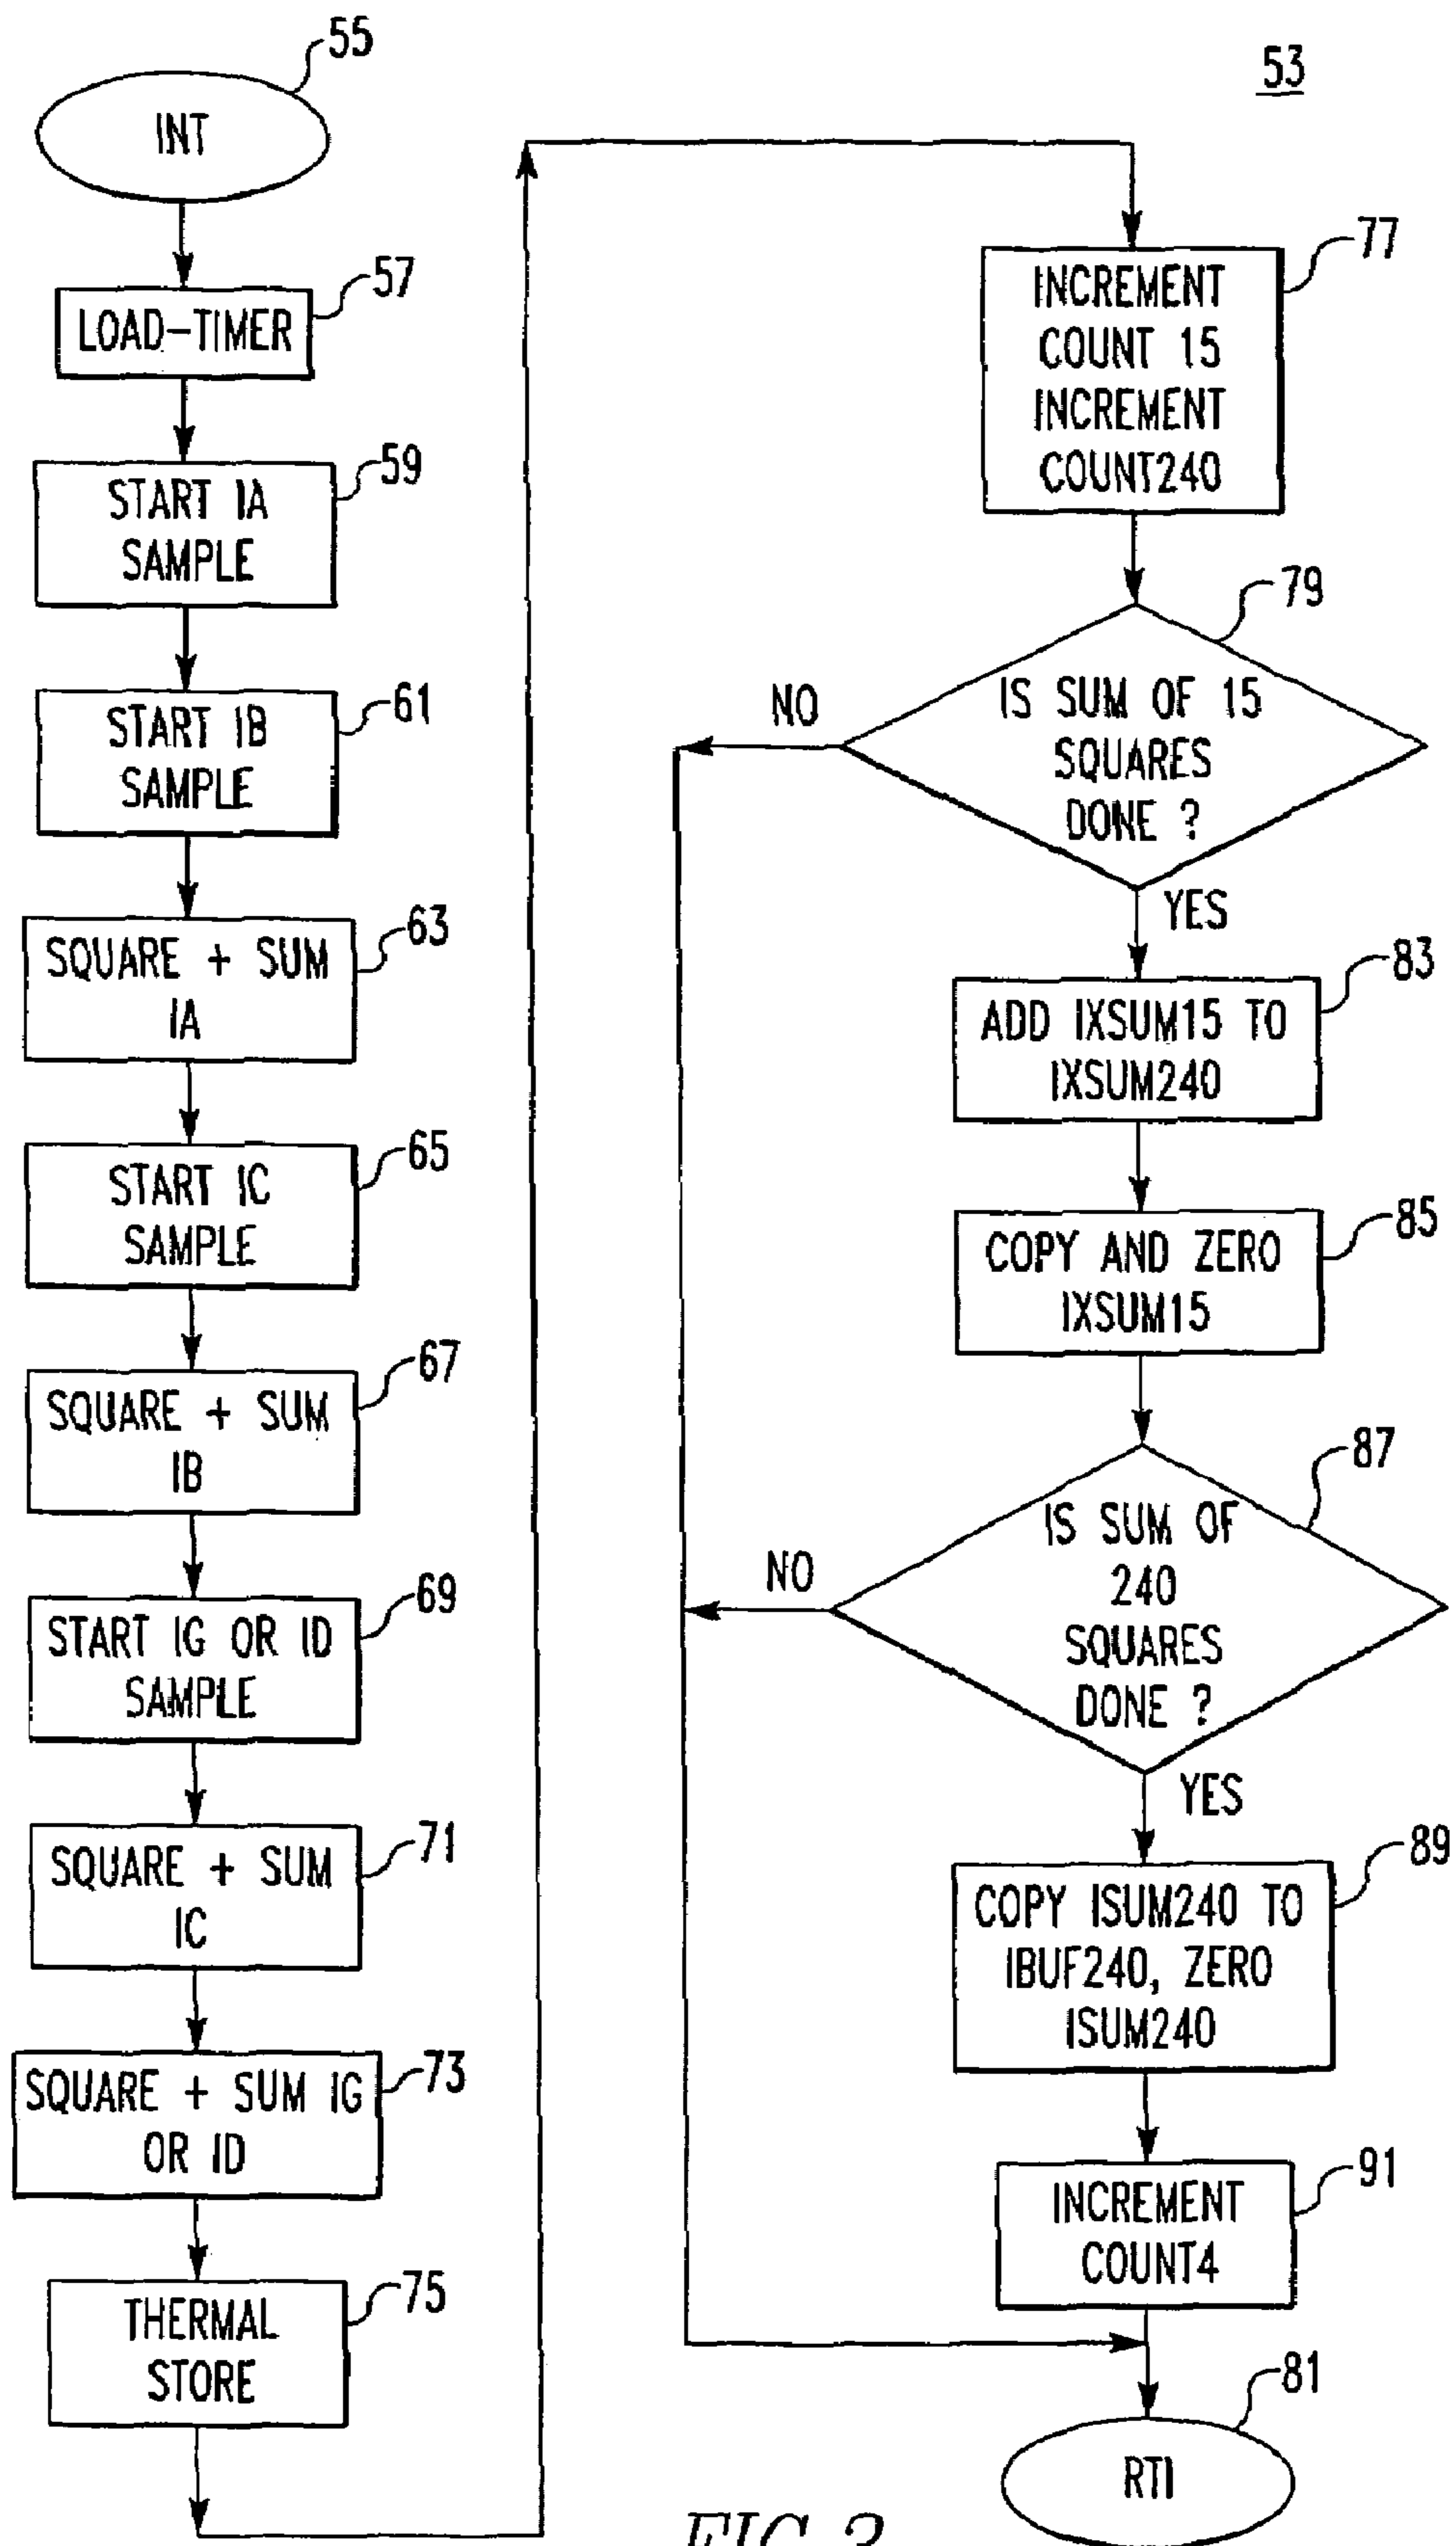 55
INT
57
LOAD-TIMER
59
START IA
SAMPLE
61
START IB
SAMPLE
63
SQUARE + SUM
IA
65
START IC
SAMPLE
67
SQUARE + SUM
IB
69
START IG OR ID
SAMPLE
71
SQUARE + SUM
IC
73
SQUARE + SUM IG
OR ID
75
THERMAL
STORE
53
77
INCREMENT
COUNT 15
INCREMENT
COUNT240
79
IS SUM OF 15
SQUARES
DONE ?
NO
YES
83
ADD IXSUM15 TO
IXSUM240
85
COPY AND ZERO
IXSUM15
87
IS SUM OF
240
SQUARES
DONE ?
NO
YES
89
COPY ISUM240 TO
IBUF240, ZERO
ISUM240
91
INCREMENT
COUNT4
81
RTI